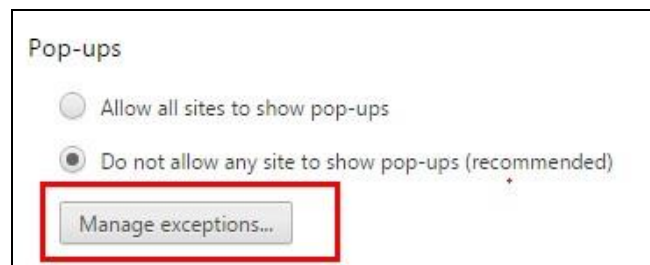 Pop-ups
Allow all sites to show pop-ups
Do not allow any site to show pop-ups (recommended)
Manage exceptions...